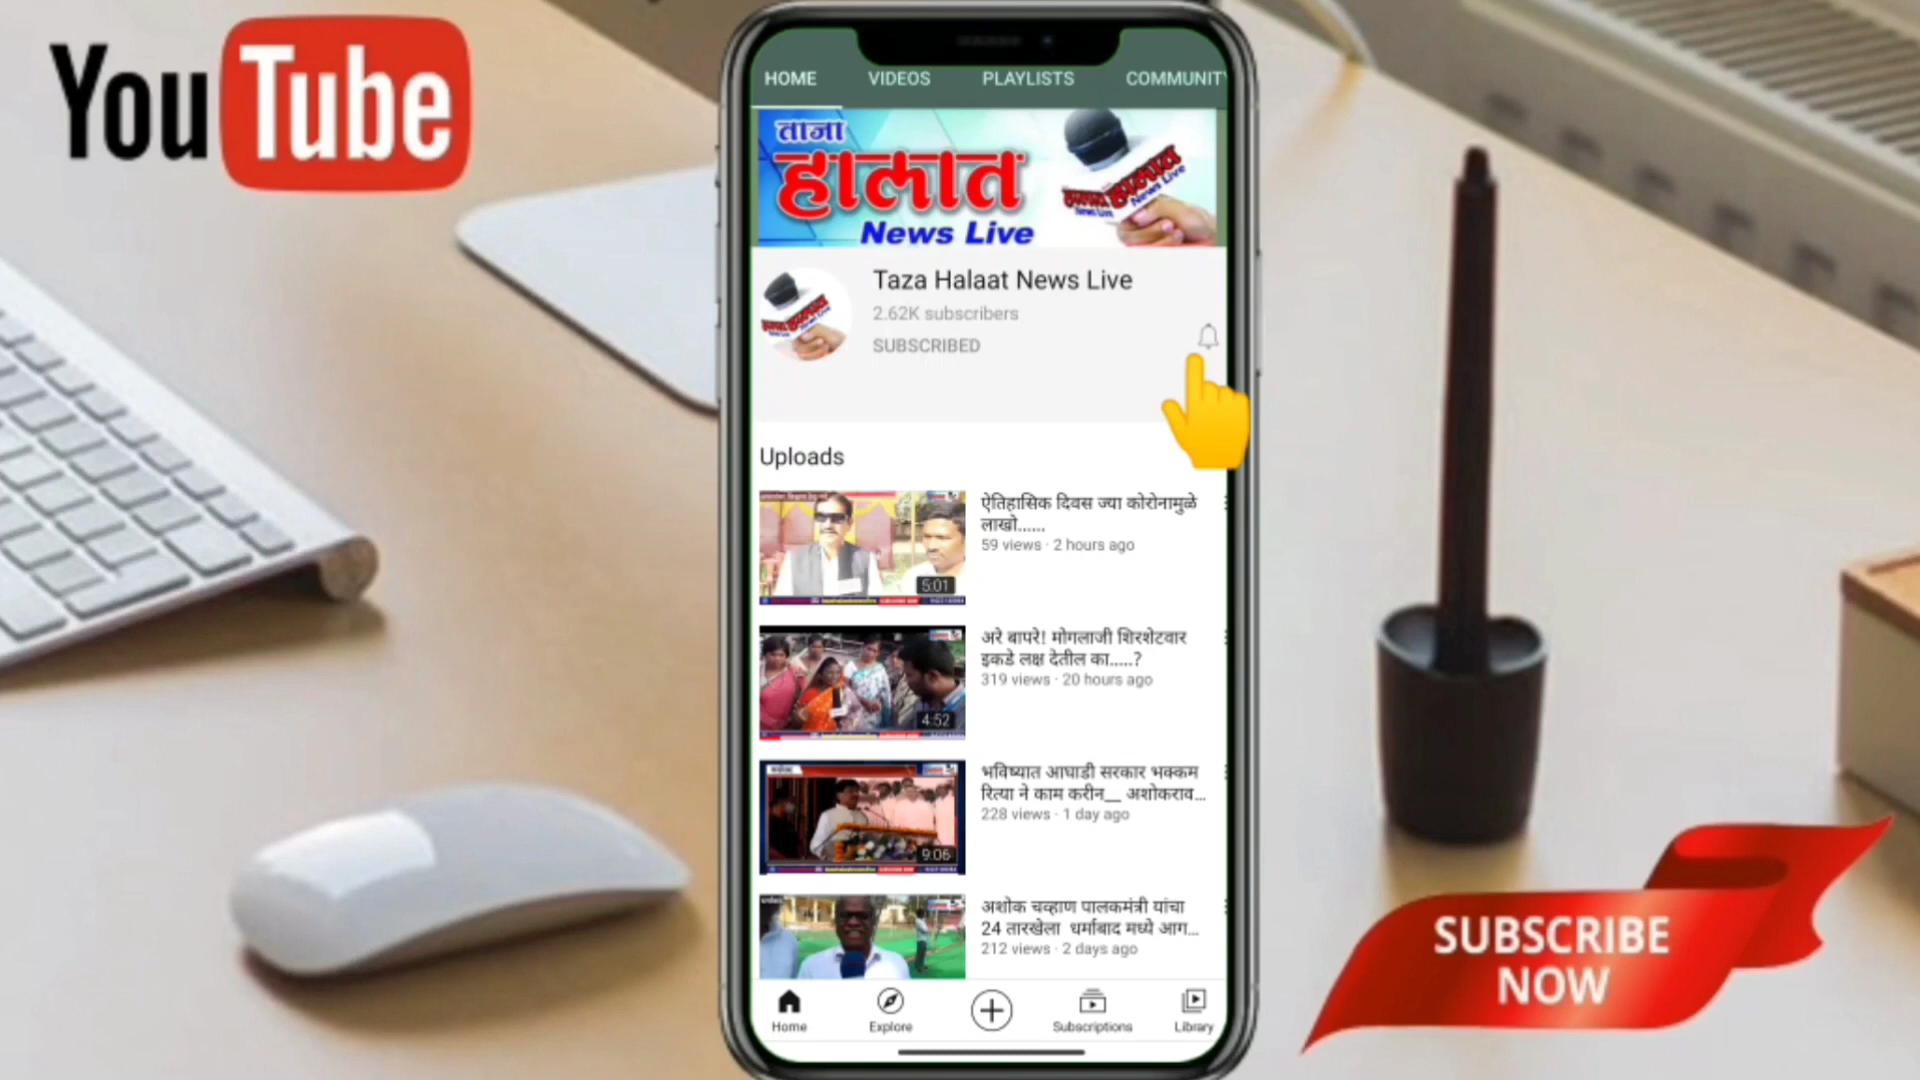 YouTube
HOME VIDEOS PLAYLISTS COMMUNIT
ताजा
हालात
News Live
हालात
News Live
Taza Halaat News Live
2.62K subscribers
SUBSCRIBED
Uploads
ऐतिहासिक दिवस ज्या कोरोनामुळे
लाखो......
59 views · 2 hours ago
5:01
अरे बापरे! मोगलाजी शिरशेटवार
इकडे लक्ष देतील का.....?
319 views · 20 hours ago
4:52
भविष्यात आघाडी सरकार भक्कम
रित्या ने काम करीन__ अशोकराव...
228 views · 1 day ago
9:06
अशोक चव्हाण पालकमंत्री यांचा
24 तारखेला धर्माबाद मध्ये आग...
212 views · 2 days ago
Home Explore Subscriptions Library
SUBSCRIBE
NOW